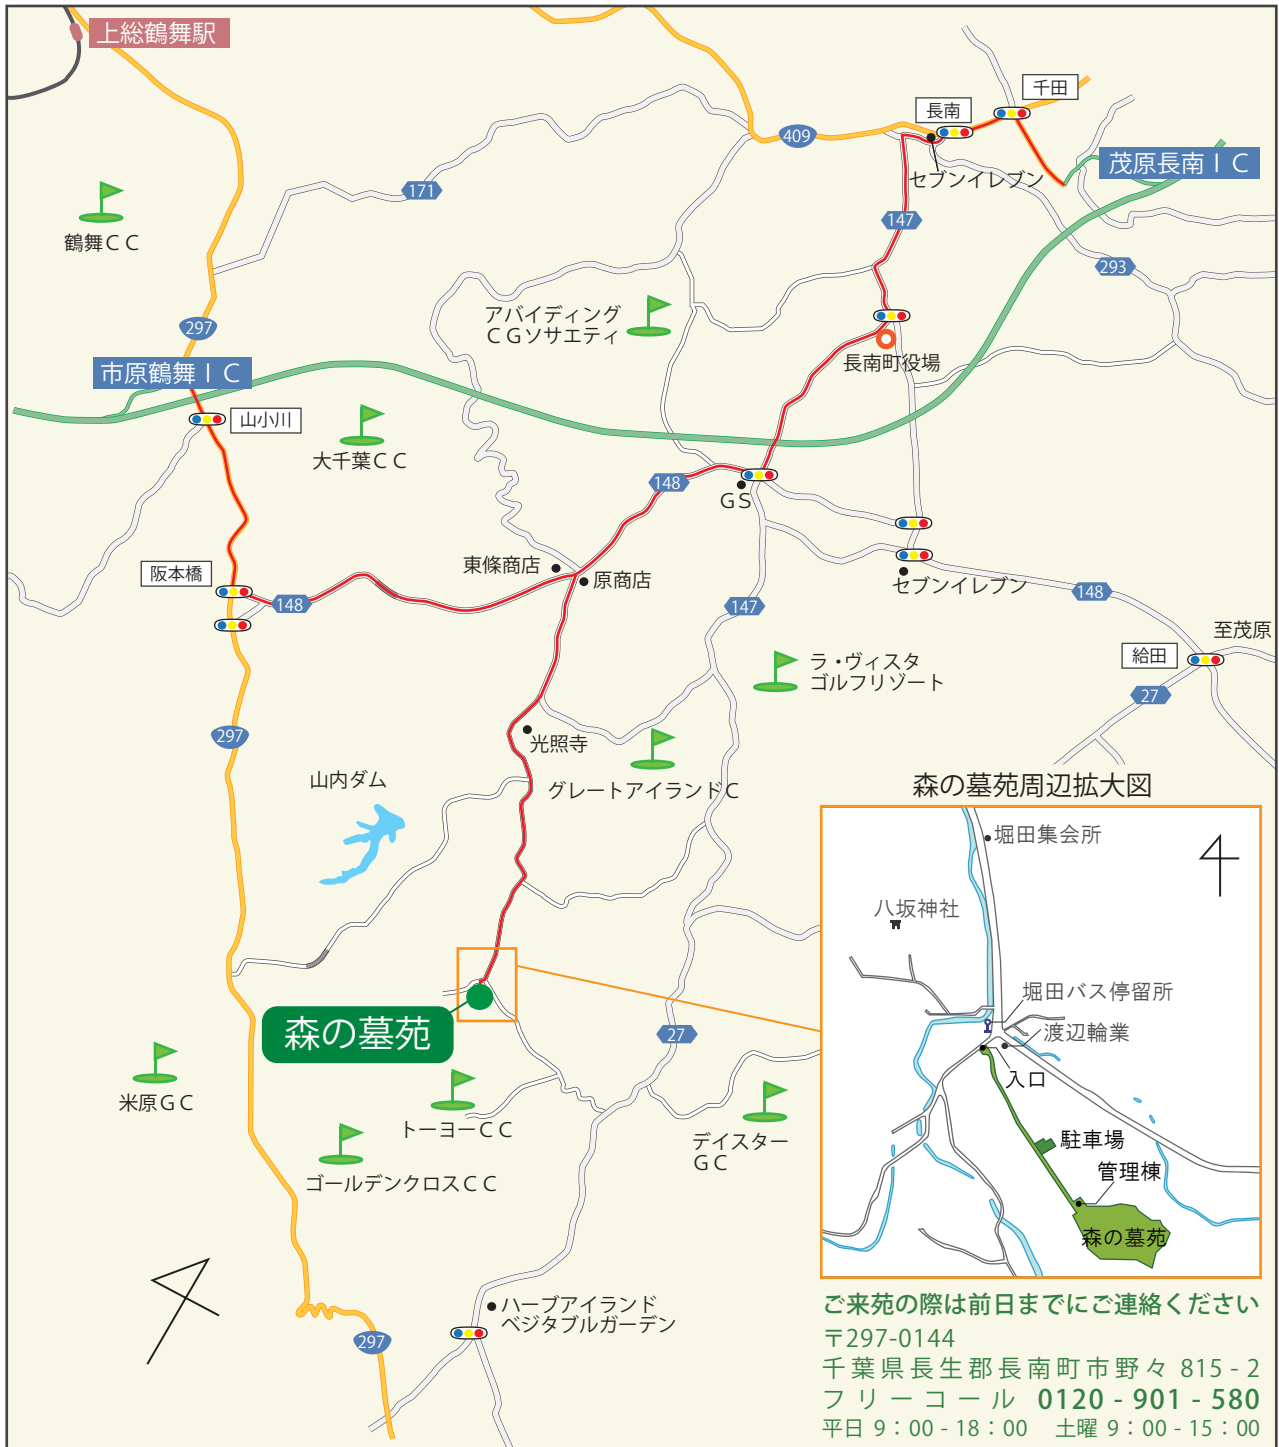 上総鶴舞駅
千田
長南
409
セブンイレブン
茂原長南ＩＣ
171
147
鶴舞ＣＣ
293
アバイディング
ＣＧソサエティ
297
長南町役場
市原鶴舞ＩＣ
山小川
大千葉ＣＣ
148
GS
東條商店
原商店
阪本橋
148
セブンイレブン
148
147
至茂原
給田
ラ・ヴィスタ
ゴルフリゾート
27
297
光照寺
山内ダム
グレートアイランドＣ
森の墓苑周辺拡大図
堀田集会所
八坂神社
堀田バス停留所
渡辺輪業
入口
駐車場
管理棟
森の墓苑
森の墓苑
27
米原ＧＣ
トーヨーＣＣ
デイスター
ＧＣ
ゴールデンクロスＣＣ
ハーブアイランド
ベジタブルガーデン
297
ご来苑の際は前日までにご連絡ください
〒297-0144
千葉県長生郡長南町市野々 815 - 2
フリーコール 0120 - 901 - 580
平日 9：00 - 18：00 土曜 9：00 - 15：00